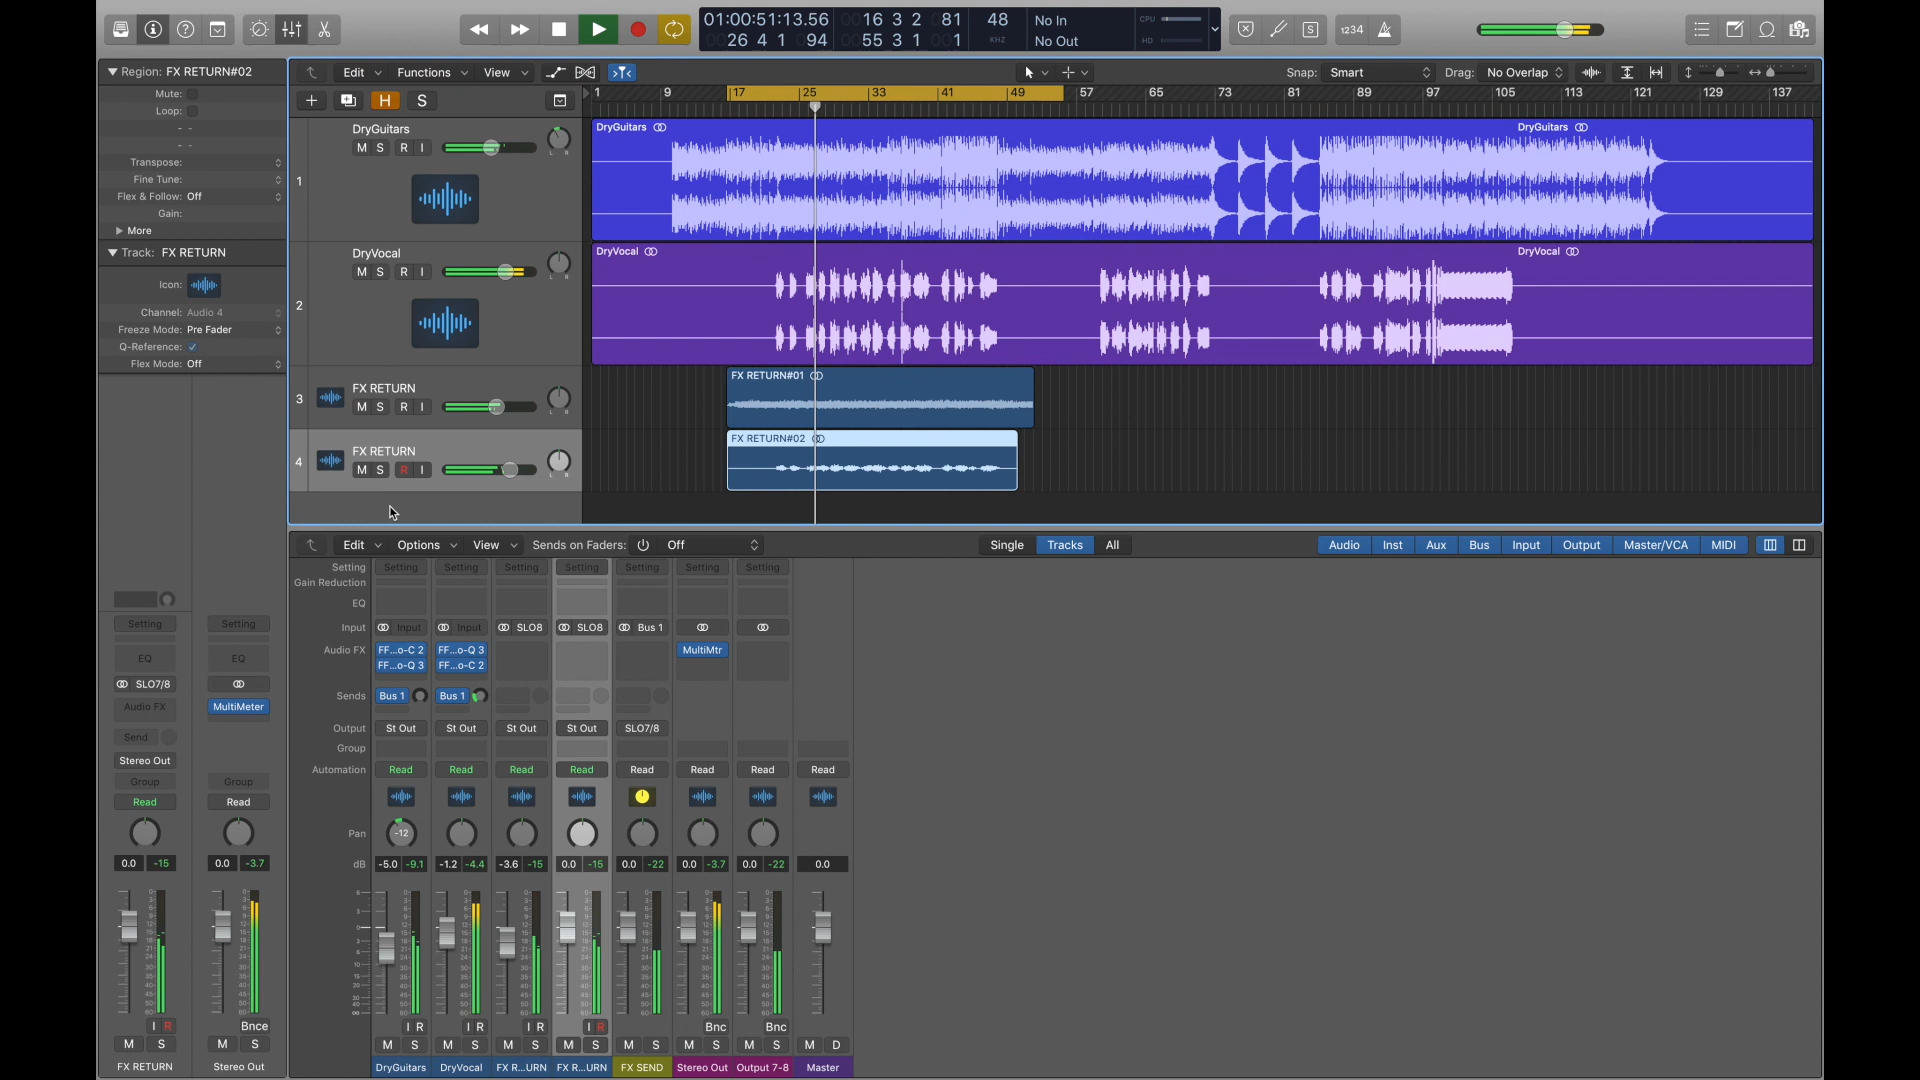 1234
01:00:51:13.56
26 4 1 94
16 3 2 81
55 3 1 1
48
KHZ
No In
No Out
CPU
HD
Region: FX RETURN#02
Mute:
Loop:
Transpose:
Fine Tune:
Flex & Follow: Off
Gain:
More
Track: FX RETURN
Icon:
Channel: Audio 4
Freeze Mode: Pre Fader
Q-Reference:
Flex Mode: Off
Edit Functions View
Snap: Smart
Drag: No Overlap
H S
1 9 17 25 33 41 49 57 65 73 81 89 97 105 113 121 129 137
1
DryGuitars
M S R I
L R
DryGuitars
DryGuitars
2
DryVocal
M S R I
L R
DryVocal
DryVocal
3
FX RETURN
M S R I
L R
FX RETURN#01
4
FX RETURN
M S R I
L R
FX RETURN#02
Edit Options View Sends on Faders: Off
Single Tracks All
Audio Inst Aux Bus Input Output Master/VCA MIDI
Setting Setting Setting Setting Setting Setting Setting Setting
Gain Reduction
EQ
Input Input Input SLO8 SLO8 Bus 1
Audio FX FF...o-C 2 FF...o-Q 3 MultiMtr
FF...o-Q 3 FF...o-C 2
Sends Bus 1 Bus 1
Output St Out St Out St Out St Out SLO7/8
Group
Automation Read Read Read Read Read Read Read Read
Pan -12
dB -5.0 -9.1 -1.2 -4.4 -3.6 -15 0.0 -15 0.0 -22 0.0 -3.7 0.0 -22 0.0
I R I R I R I R Bnc Bnc
M S M S M S M S M S M S M S M D
DryGuitars DryVocal FX R...URN FX R...URN FX SEND Stereo Out Output 7-8 Master
Setting Setting
EQ EQ
SLO7/8
Audio FX MultiMeter
Send
Stereo Out
Group Group
Read Read
0.0 -15 0.0 -3.7
I R Bnce
M S M S
FX RETURN Stereo Out